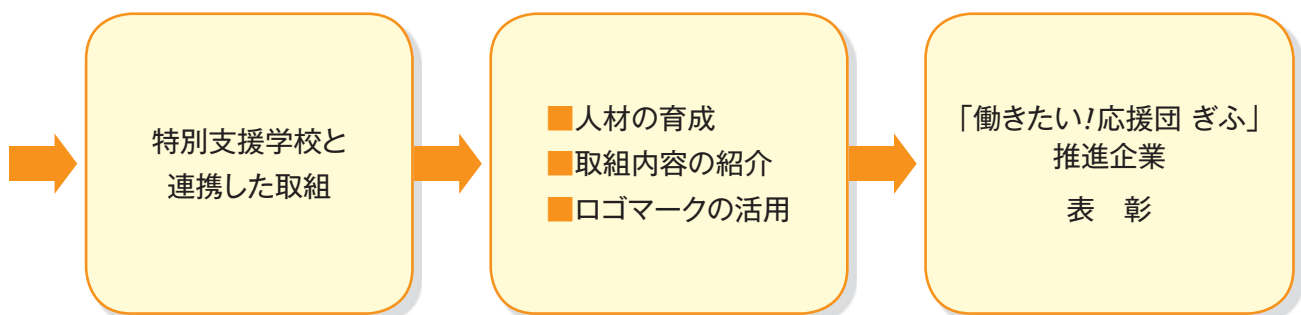 特別支援学校と
連携した取組
■人材の育成
■取組内容の紹介
■ロゴマークの活用
「働きたい!応援団 ぎふ」
推進企業
表　彰